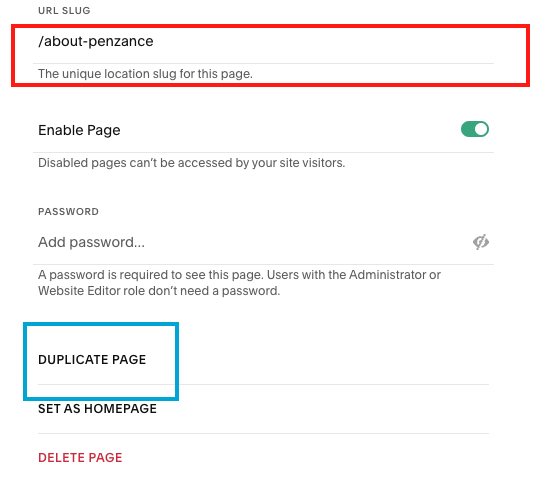 URL SLUG
/about-penzance
The unique location slug for this page.
Enable Page
Disabled pages can't be accessed by your site visitors.
PASSWORD
Add password...
A password is required to see this page. Users with the Administrator or
Website Editor role don't need a password.
DUPLICATE PAGE
SET AS HOMEPAGE
DELETE PAGE